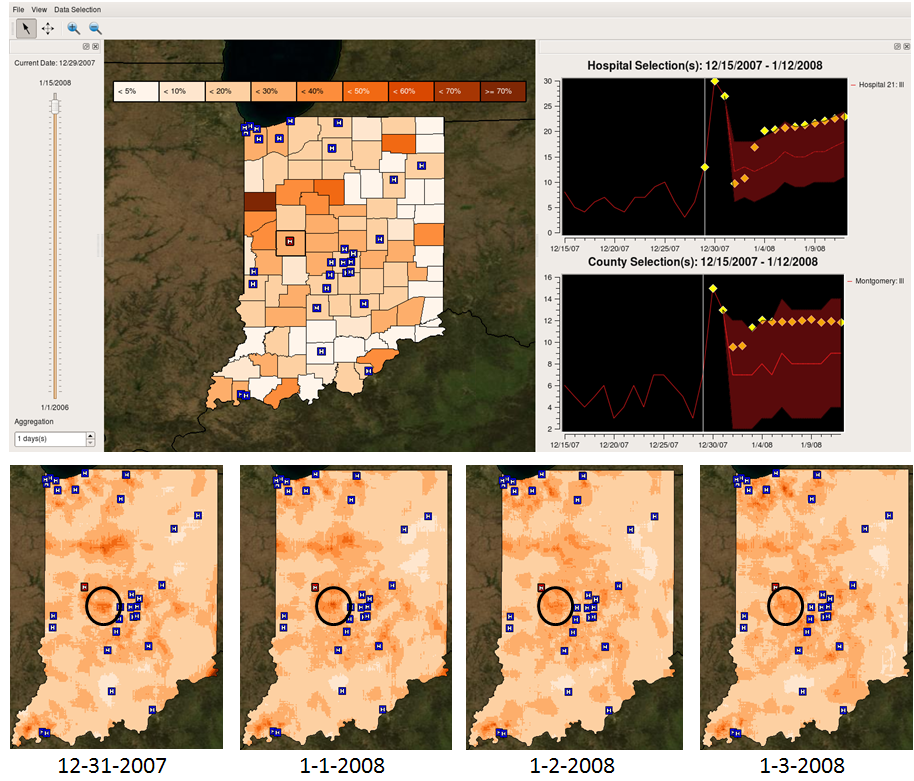 File View Data Selection
Current Date: 12/29/2007
1/15/2008
1/1/2006
Aggregation
1 days(s)
< 5% < 10% < 20% < 30% < 40% < 50% < 60% < 70% >= 70%
Hospital Selection(s): 12/15/2007 - 1/12/2008
30
25
20
15
10
5
0
12/15/07 12/20/07 12/25/07 12/30/07 1/4/08 1/9/08
Hospital 21: Ill
County Selection(s): 12/15/2007 - 1/12/2008
16
14
12
10
8
6
4
2
12/15/07 12/20/07 12/25/07 12/30/07 1/4/08 1/9/08
Montgomery: Ill
12-31-2007 1-1-2008 1-2-2008 1-3-2008